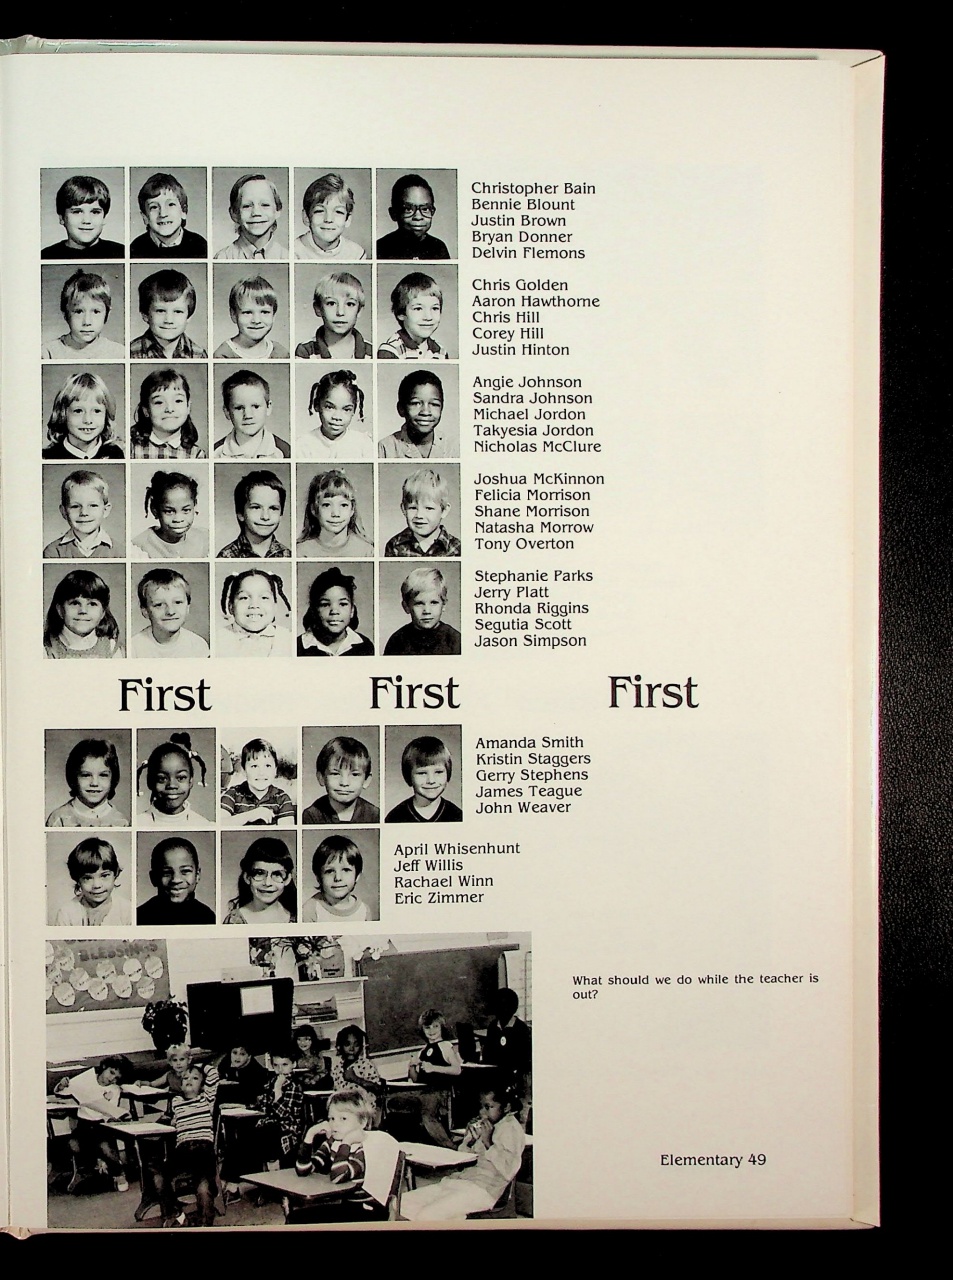 Christopher Bain
Bennie Blount
Justin Brown
Bryan Donner
Delvin Flemons
Chris Golden
Aaron Hawthorne
Chris Hill
Corey Hill
Justin Hinton
Angie Johnson
Sandra Johnson
Michael Jordon
Takyesia Jordon
Nicholas McClure
Joshua McKinnon
Felicia Morrison
Shane Morrison
Natasha Morrow
Tony Overton
Stephanie Parks
Jerry Platt
Rhonda Riggins
Segutia Scott
Jason Simpson
First First First
Amanda Smith
Kristin Staggers
Gerry Stephens
James Teague
John Weaver
April Whisenhunt
Jeff Willis
Rachael Winn
Eric Zimmer
BLESSINGS
What should we do while the teacher is
out?
Elementary 49